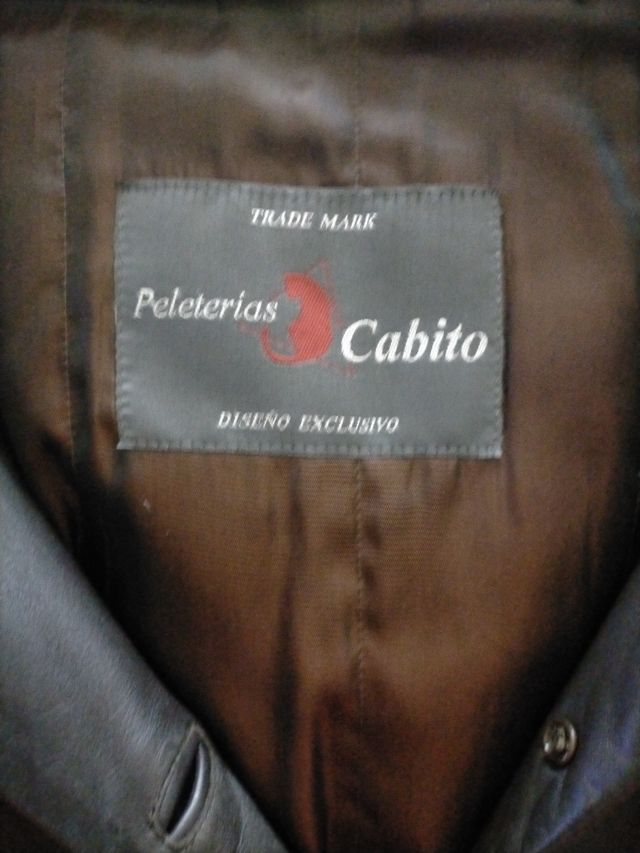 TRADE MARK
Peleterías
Cabito
DISEÑO EXCLUSIVO